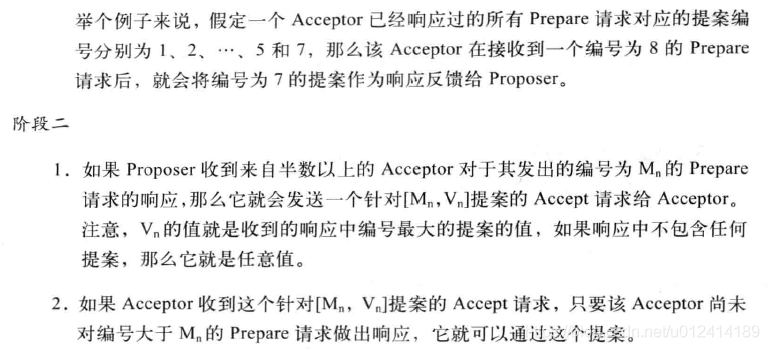 举个例子来说，假定一个 Acceptor 已经响应过的所有 Prepare 请求对应的提案编
号分别为 1、2、…、5 和 7，那么该 Acceptor 在接收到一个编号为 8 的 Prepare
请求后，就会将编号为 7 的提案作为响应反馈给 Proposer。
阶段二
1. 如果 Proposer 收到来自半数以上的 Acceptor 对于其发出的编号为 Mn 的 Prepare
请求的响应，那么它就会发送一个针对[Mn,Vn]提案的 Accept 请求给 Acceptor。
注意，Vn 的值就是收到的响应中编号最大的提案的值，如果响应中不包含任何
提案，那么它就是任意值。
2. 如果 Acceptor 收到这个针对[Mn, Vn]提案的 Accept 请求，只要该 Acceptor 尚未
对编号大于 Mn 的 Prepare 请求做出响应，它就可以通过这个提案。